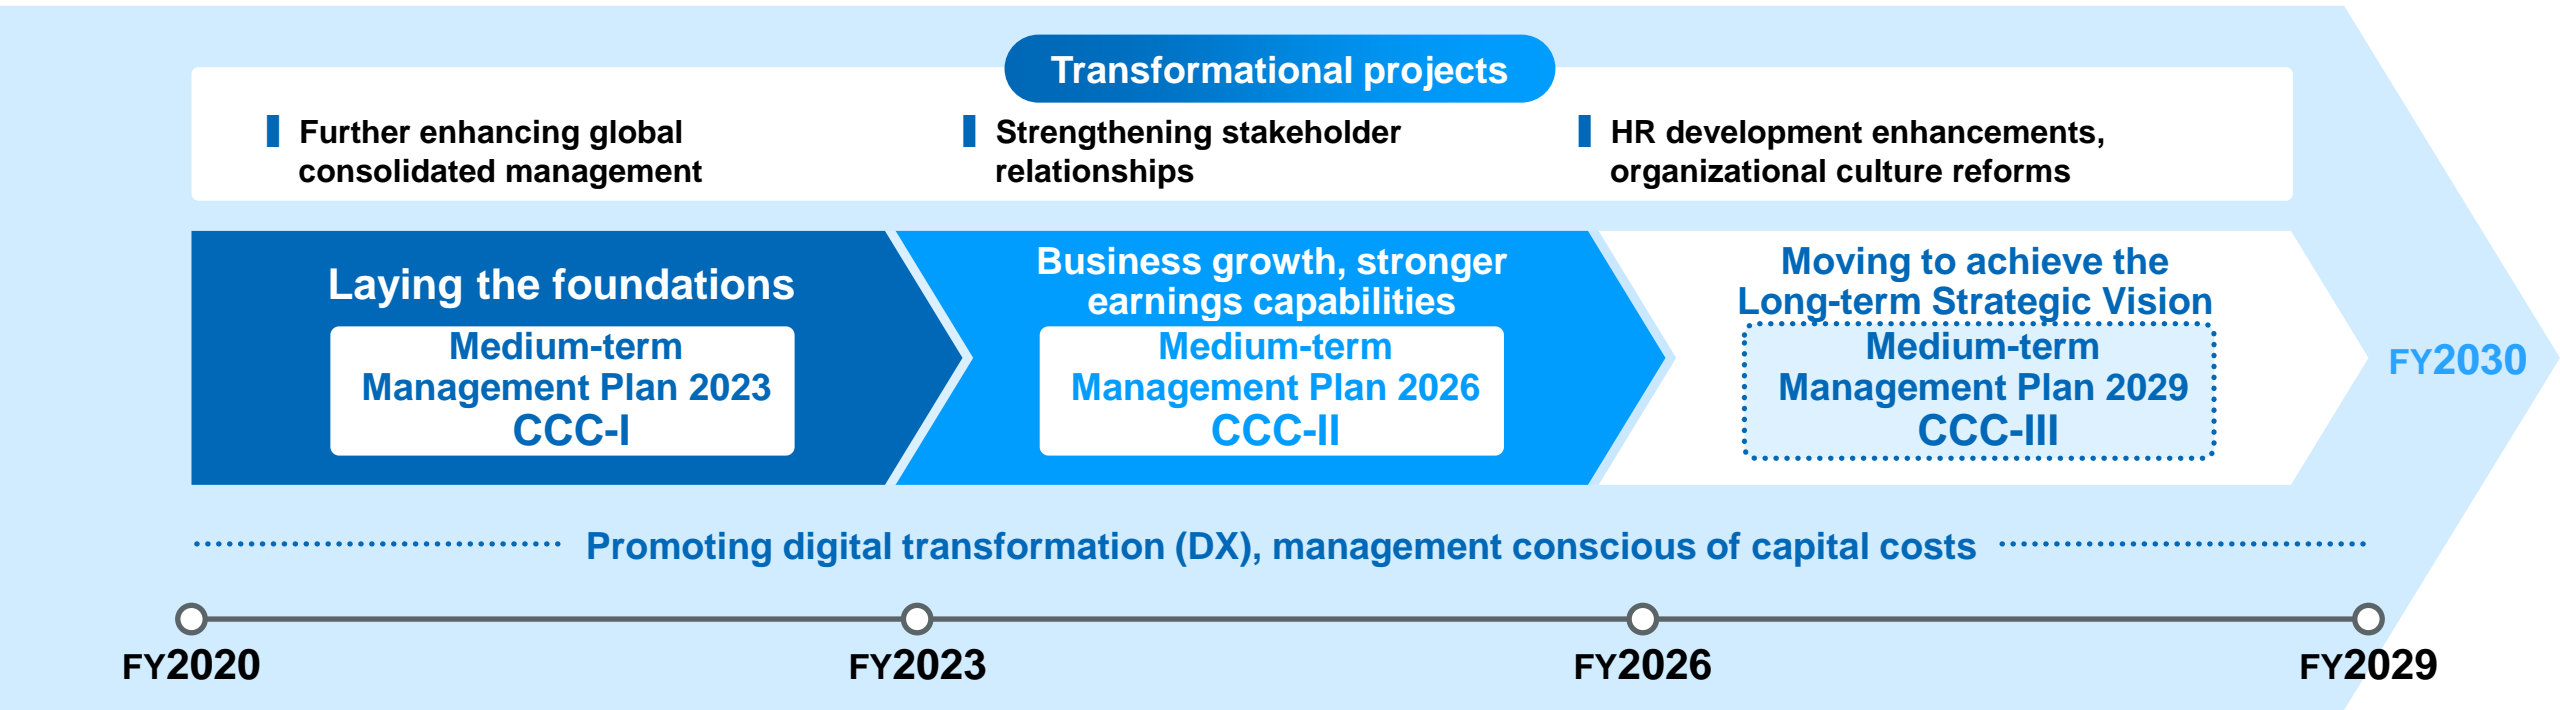 Transformational projects
Further enhancing global
consolidated management
Strengthening stakeholder
relationships
HR development enhancements,
organizational culture reforms
Laying the foundations
Medium-term
Management Plan 2023
CCC-I
Business growth, stronger
earnings capabilities
Medium-term
Management Plan 2026
CCC-II
Moving to achieve the
Long-term Strategic Vision
Medium-term
Management Plan 2029
CCC-III
FY2030
Promoting digital transformation (DX), management conscious of capital costs
FY2020
FY2023
FY2026
FY2029